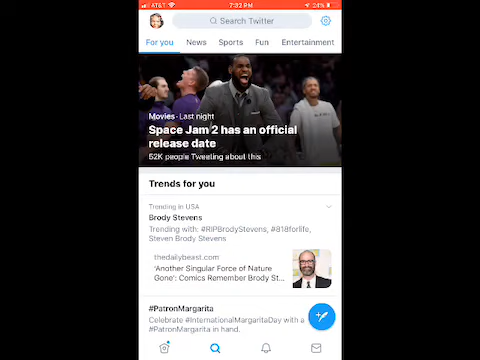 AT&T 7:32 PM 24%
Search Twitter
For you News Sports Fun Entertainment
Movies · Last night
Space Jam 2 has an official
release date
52K people Tweeting about this
Trends for you
Trending in USA
Brody Stevens
Trending with: #RIPBrodyStevens, #818forlife,
Steven Brody Stevens
thedailybeast.com
‘Another Singular Force of Nature
Gone’: Comics Remember Brody St...
#PatronMargarita
Celebrate #InternationalMargaritaDay with a
#PatronMargarita in hand.